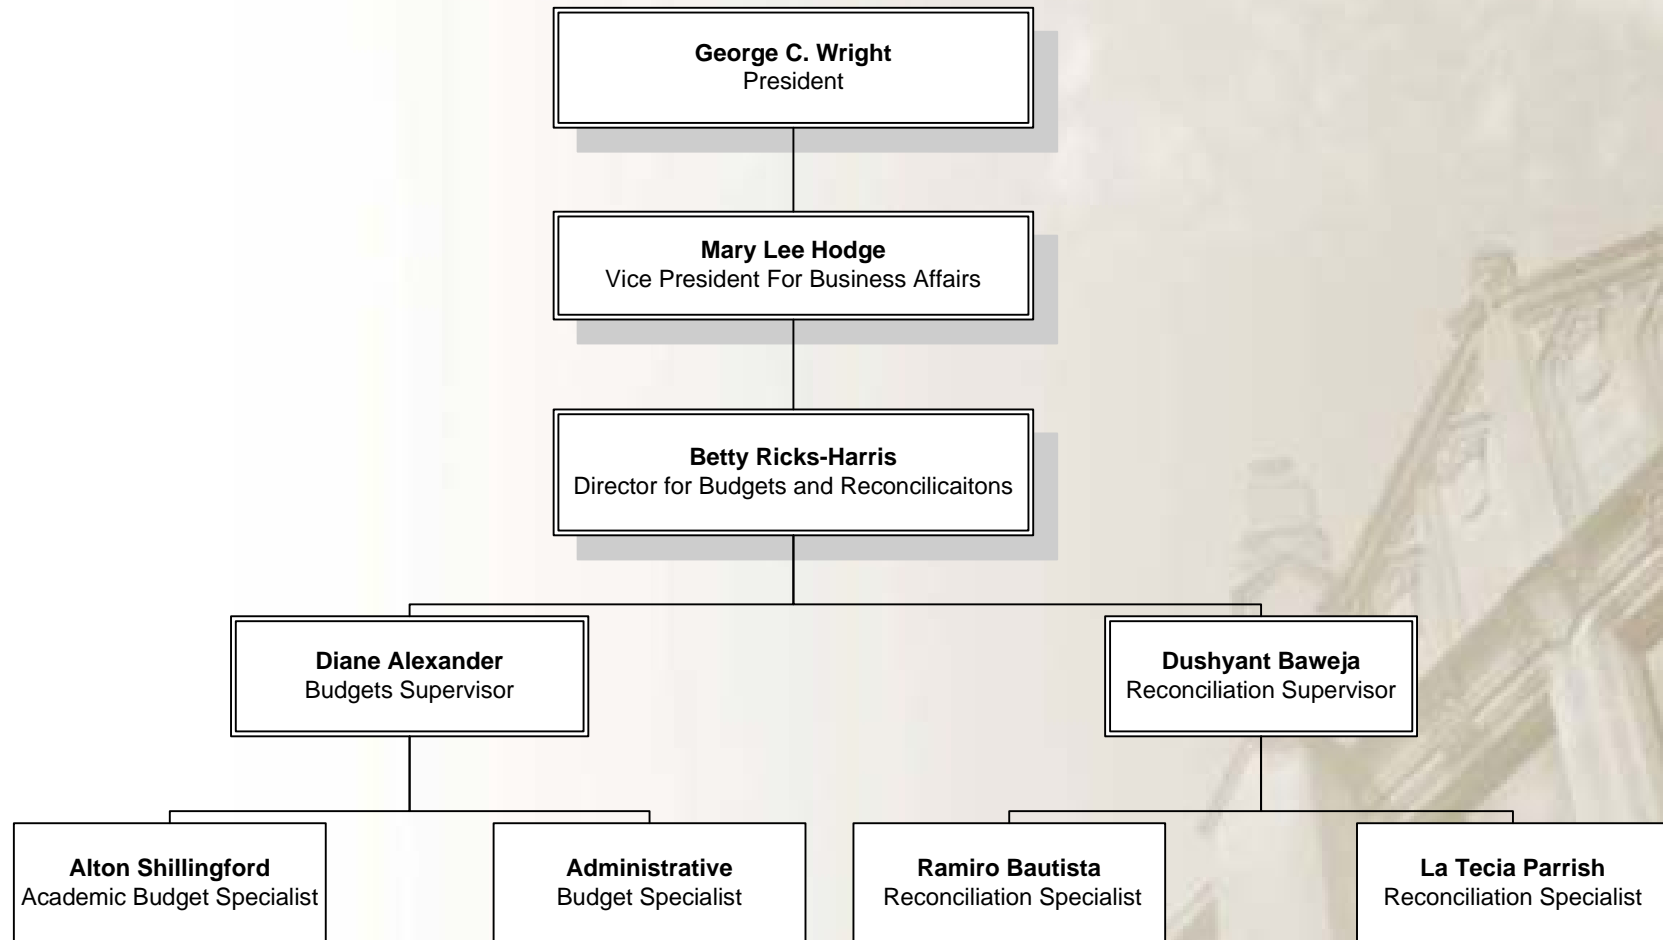 George C. Wright
President
Mary Lee Hodge
Vice President For Business Affairs
Betty Ricks-Harris
Director for Budgets and Reconcilicaitons
Diane Alexander
Budgets Supervisor
Dushyant Baweja
Reconciliation Supervisor
Alton Shillingford
Academic Budget Specialist
Administrative
Budget Specialist
Ramiro Bautista
Reconciliation Specialist
La Tecia Parrish
Reconciliation Specialist